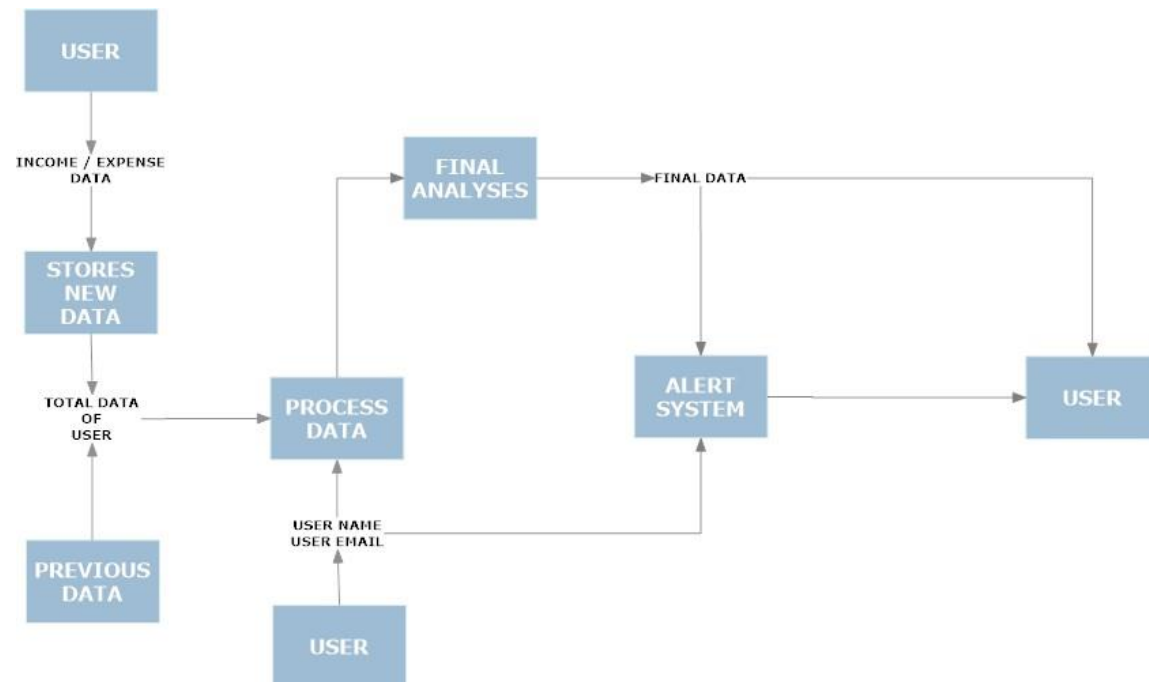 USER
INCOME / EXPENSE
DATA
STORES
NEW
DATA
TOTAL DATA
OF
USER
PREVIOUS
DATA
PROCESS
DATA
USER NAME
USER EMAIL
USER
FINAL
ANALYSES
FINAL DATA
ALERT
SYSTEM
USER